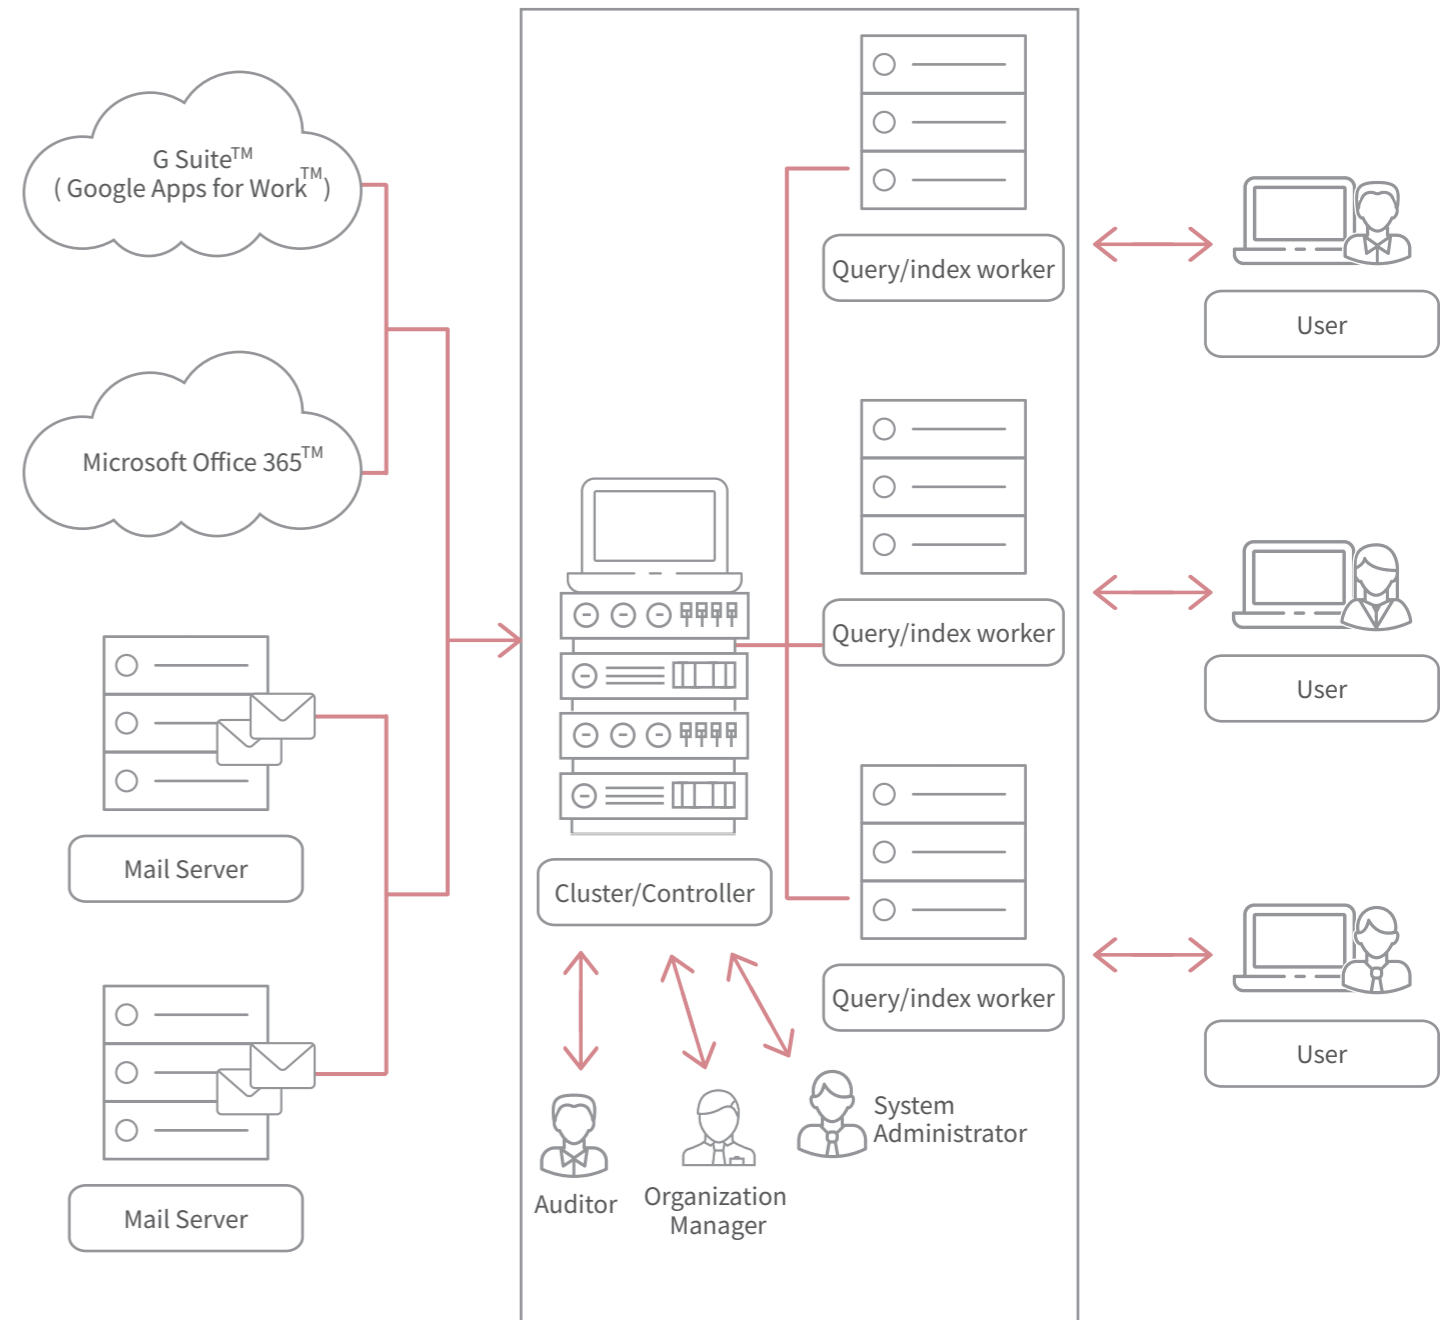 G Suite™
( Google Apps for Work™)
Microsoft Office 365™
Mail Server
Mail Server
Cluster/Controller
Query/index worker
Query/index worker
Query/index worker
Auditor
Organization
Manager
System
Administrator
User
User
User